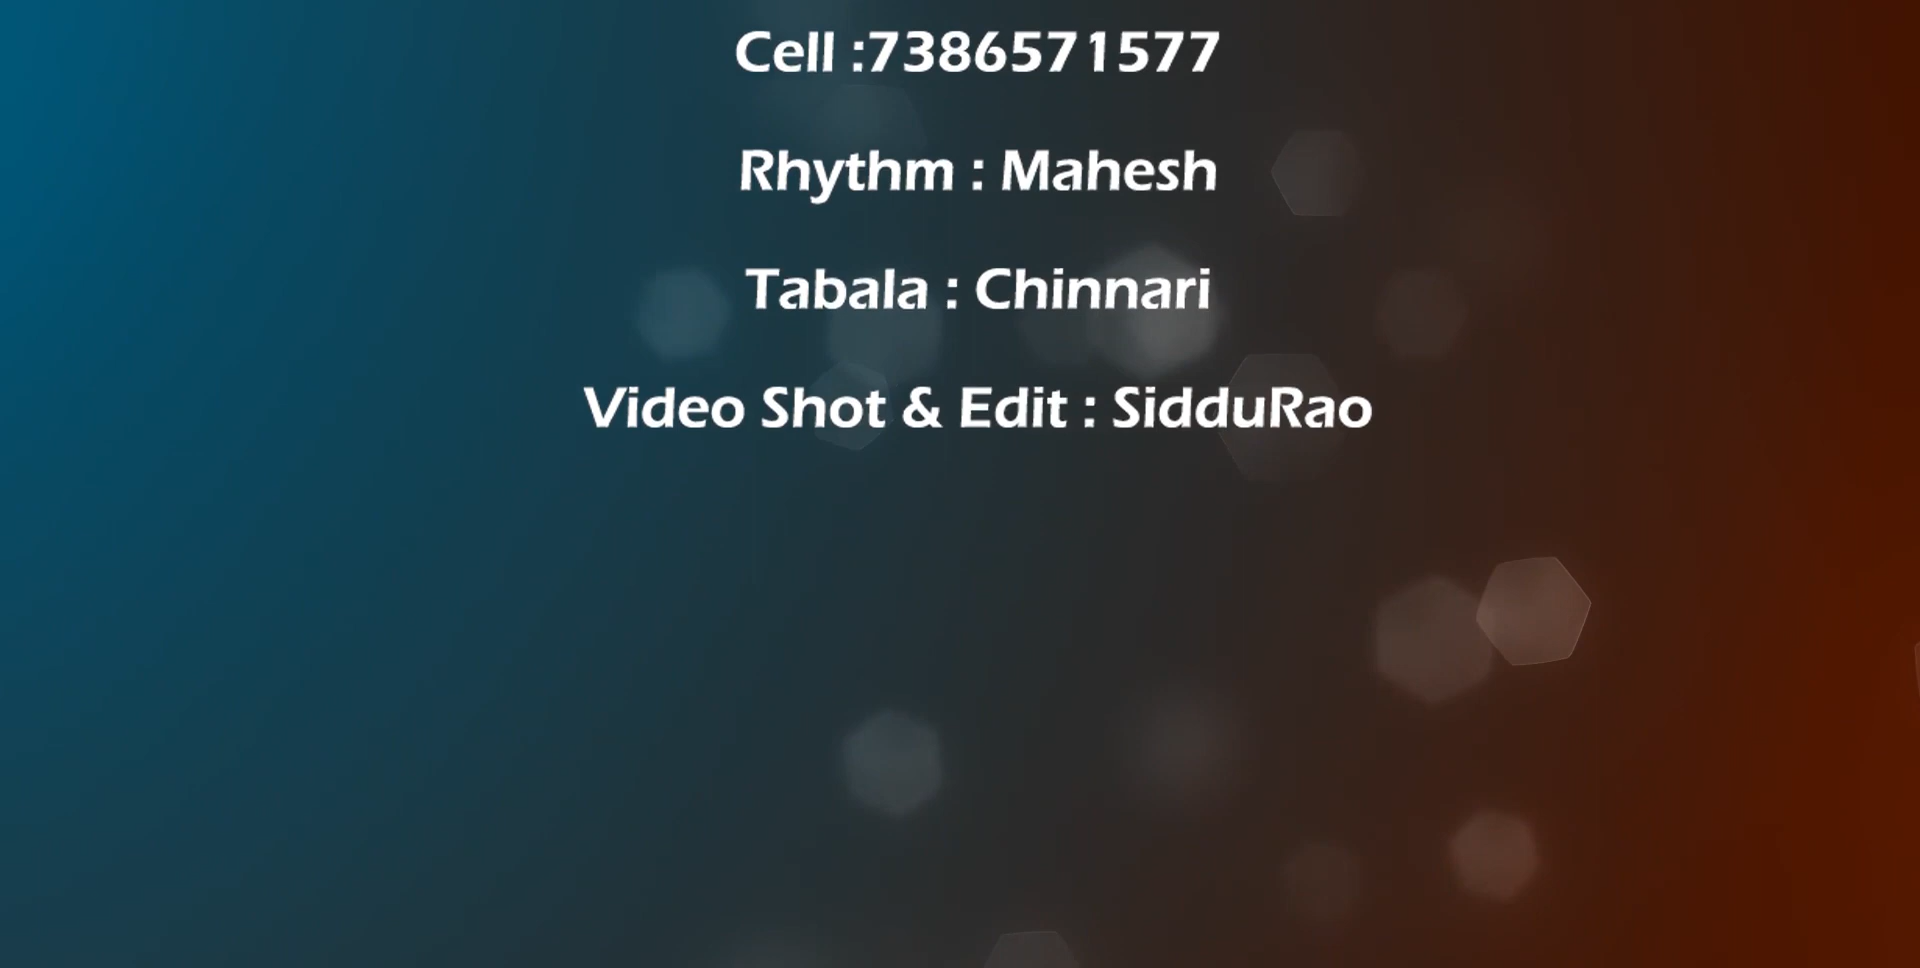 Cell :7386571577
Rhythm : Mahesh
Tabala : Chinnari
Video Shot & Edit : SidduRao